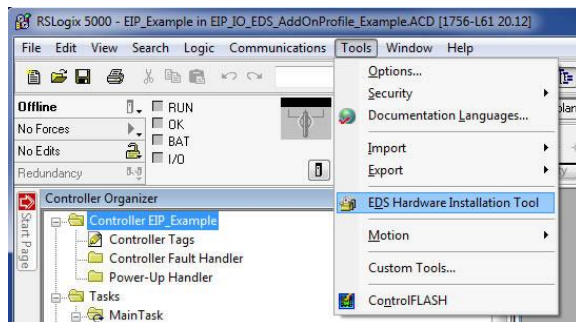 RSLogix 5000 - EIP_Example in EIP_IO_EDS_AddOnProfile_Example.ACD [1756-L61 20.12]
File Edit View Search Logic Communications Tools Window Help
Options...
Security
Documentation Languages...
Import
Export
EDS Hardware Installation Tool
Motion
Custom Tools...
ControlFLASH
Offline
RUN
No Forces
OK
No Edits
BAT
Redundancy
I/O
Start Page
Controller Organizer
Controller EIP_Example
Controller Tags
Controller Fault Handler
Power-Up Handler
Tasks
MainTask